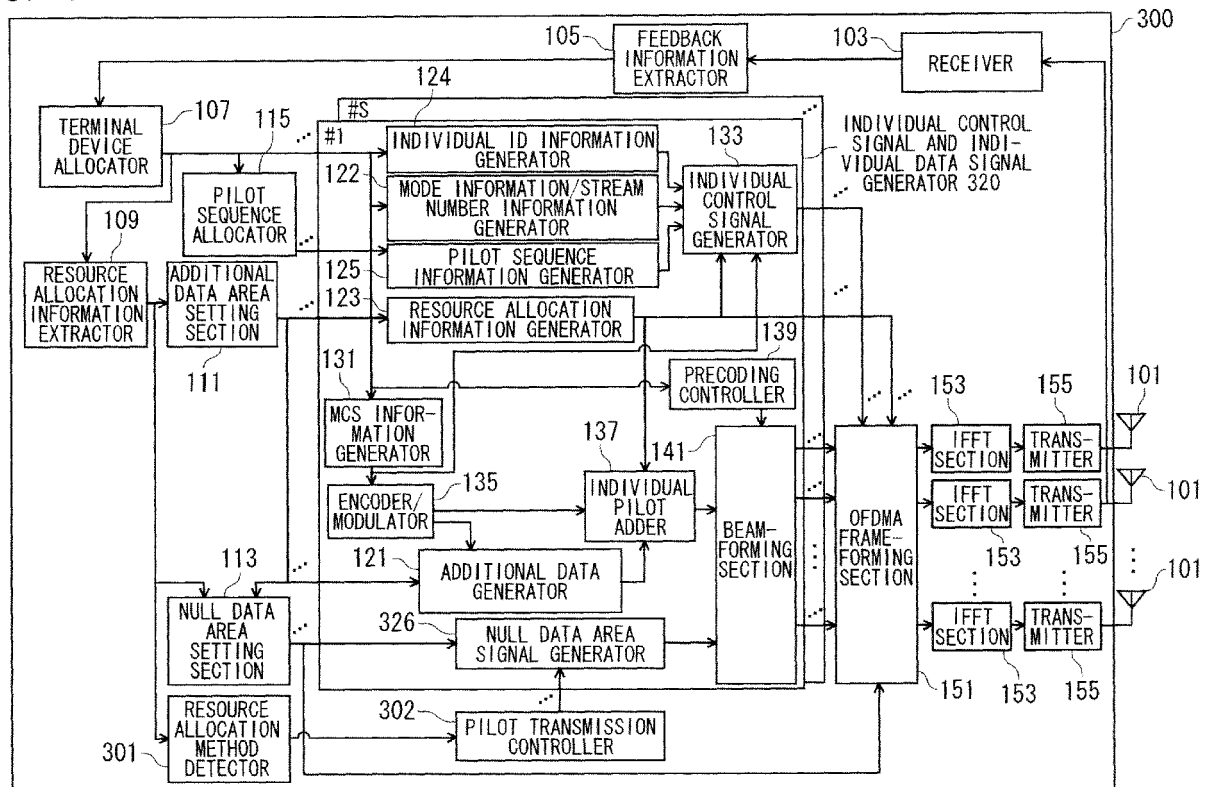 300
105
FEEDBACK
INFORMATION
EXTRACTOR
103
RECEIVER
107
TERMINAL
DEVICE
ALLOCATOR
115
PILOT
SEQUENCE
ALLOCATOR
109
RESOURCE
ALLOCATION
INFORMATION
EXTRACTOR
ADDITIONAL
DATA AREA
SETTING
SECTION
111
#S
#1
124
INDIVIDUAL ID INFORMATION
GENERATOR
122
MODE INFORMATION/STREAM
NUMBER INFORMATION
GENERATOR
125
PILOT SEQUENCE
INFORMATION GENERATOR
123
RESOURCE ALLOCATION
INFORMATION GENERATOR
133
INDIVIDUAL
CONTROL
SIGNAL
GENERATOR
INDIVIDUAL CONTROL
SIGNAL AND INDI-
VIDUAL DATA SIGNAL
GENERATOR 320
131
MCS INFOR-
MATION
GENERATOR
139
PRECODING
CONTROLLER
135
ENCODER/
MODULATOR
137
INDIVIDUAL
PILOT
ADDER
141
BEAM-
FORMING
SECTION
121
ADDITIONAL DATA
GENERATOR
113
NULL DATA
AREA
SETTING
SECTION
326
NULL DATA AREA
SIGNAL GENERATOR
301
RESOURCE
ALLOCATION
METHOD
DETECTOR
302
PILOT TRANSMISSION
CONTROLLER
OFDMA
FRAME-
FORMING
SECTION
151
153
IFFT
SECTION
155
TRANS-
MITTER
101
IFFT
SECTION
153
TRANS-
MITTER
155
101
IFFT
SECTION
153
TRANS-
MITTER
155
101